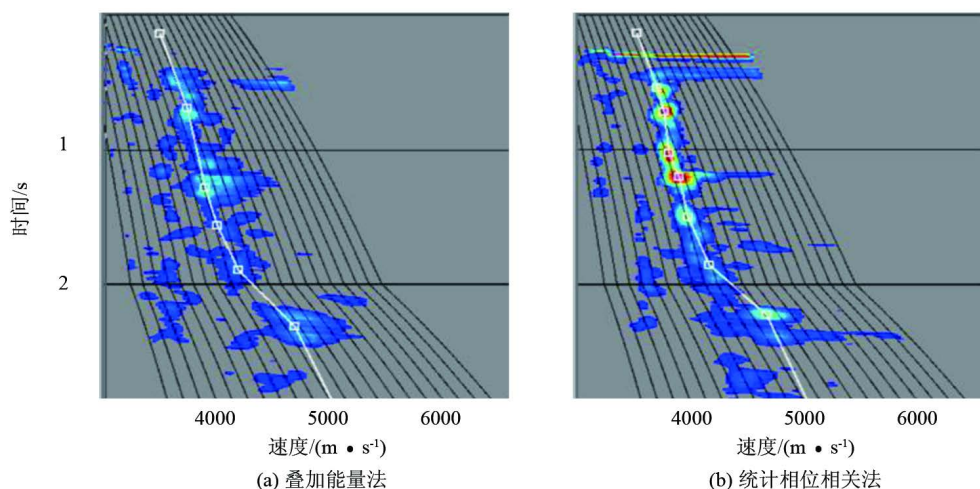 时间/s
1
2
4000 5000 6000
速度/(m • s⁻¹)
(a) 叠加能量法
4000 5000 6000
速度/(m • s⁻¹)
(b) 统计相位相关法